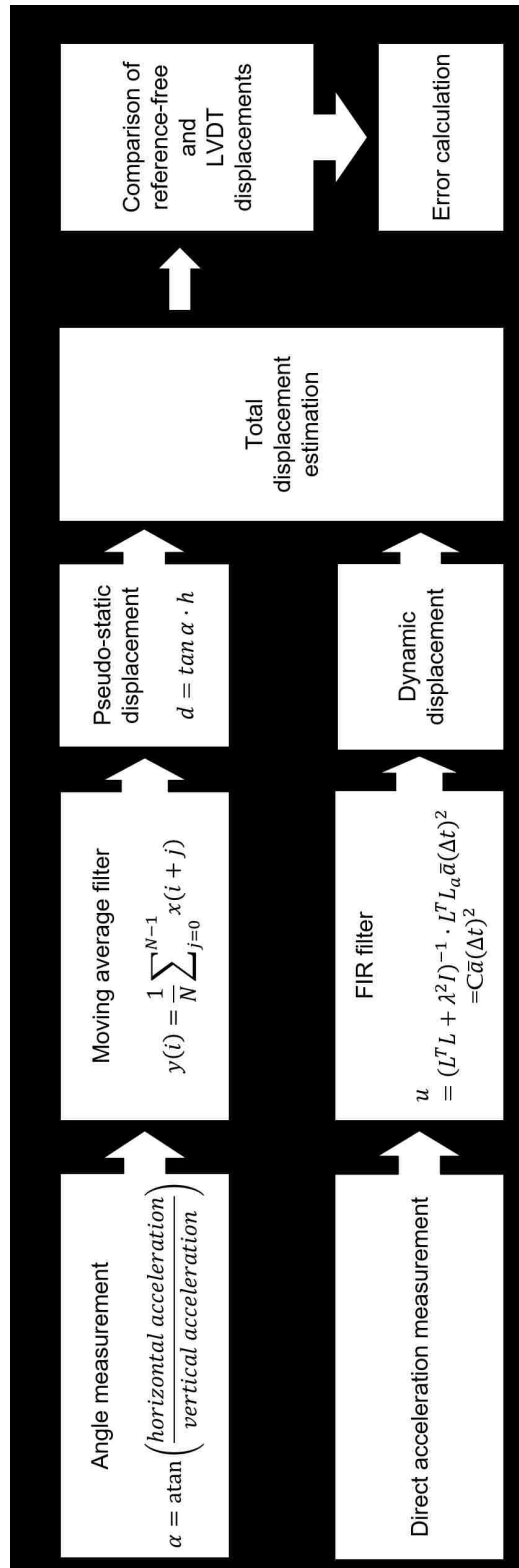 Angle measurement
α = atan (horizontal acceleration / vertical acceleration)
Moving average filter
y(i) = 1/N ∑_{j=0}^{N−1} x(i + j)
Pseudo-static
displacement
d = tan α · h
Direct acceleration measurement
FIR filter
u
= (L^T L + λ^2 I)^{−1} · L^T L_a ā(Δt)^2
=Cā(Δt)^2
Dynamic
displacement
Total
displacement
estimation
Comparison of
reference-free
and
LVDT
displacements
Error calculation